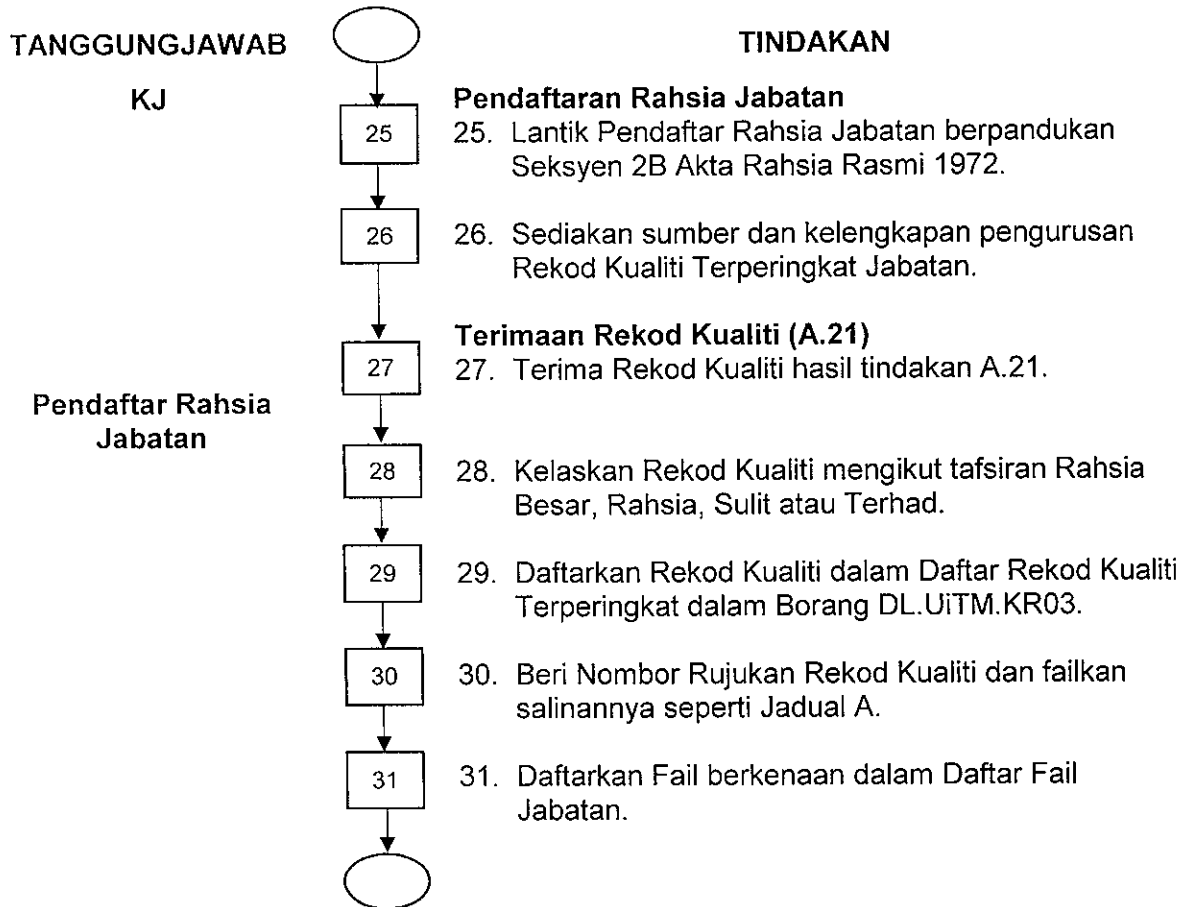 TANGGUNGJAWAB
TINDAKAN
KJ
Pendaftaran Rahsia Jabatan
25
25. Lantik Pendaftar Rahsia Jabatan berpandukan
Seksyen 2B Akta Rahsia Rasmi 1972.
26
26. Sediakan sumber dan kelengkapan pengurusan
Rekod Kualiti Terperingkat Jabatan.
Terimaan Rekod Kualiti (A.21)
27
27. Terima Rekod Kualiti hasil tindakan A.21.
Pendaftar Rahsia
Jabatan
28
28. Kelaskan Rekod Kualiti mengikut tafsiran Rahsia
Besar, Rahsia, Sulit atau Terhad.
29
29. Daftarkan Rekod Kualiti dalam Daftar Rekod Kualiti
Terperingkat dalam Borang DL.UiTM.KR03.
30
30. Beri Nombor Rujukan Rekod Kualiti dan failkan
salinannya seperti Jadual A.
31
31. Daftarkan Fail berkenaan dalam Daftar Fail
Jabatan.